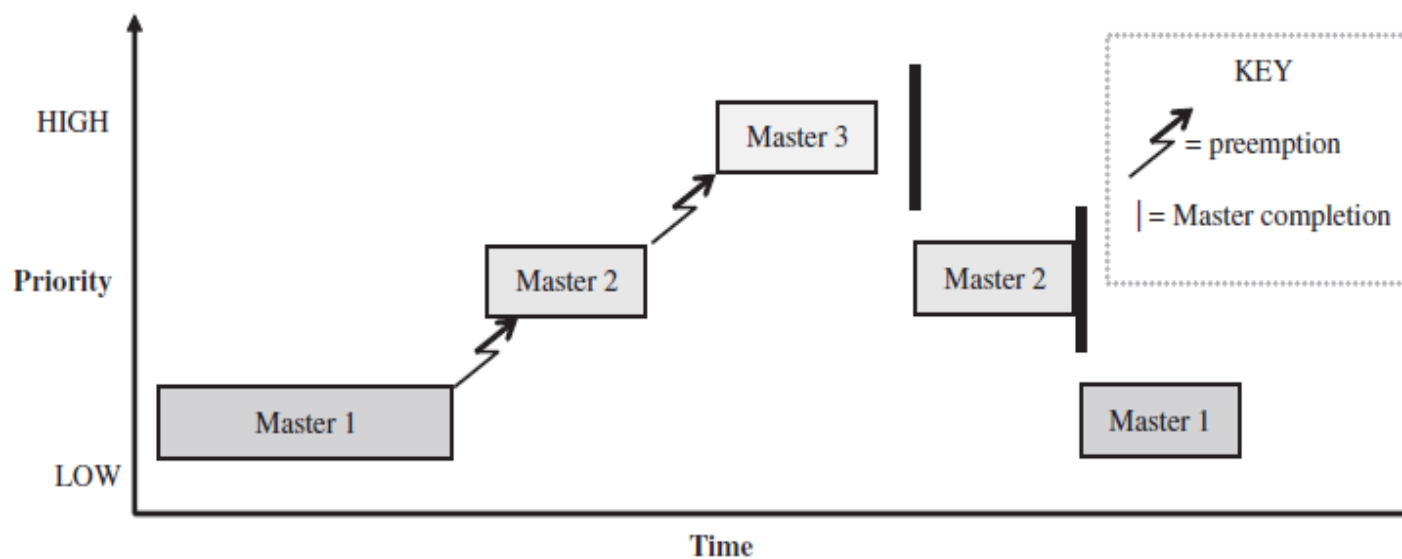 HIGH
Priority
LOW
Master 1
Master 2
Master 3
Master 2
Master 1
Time
KEY
= preemption
= Master completion